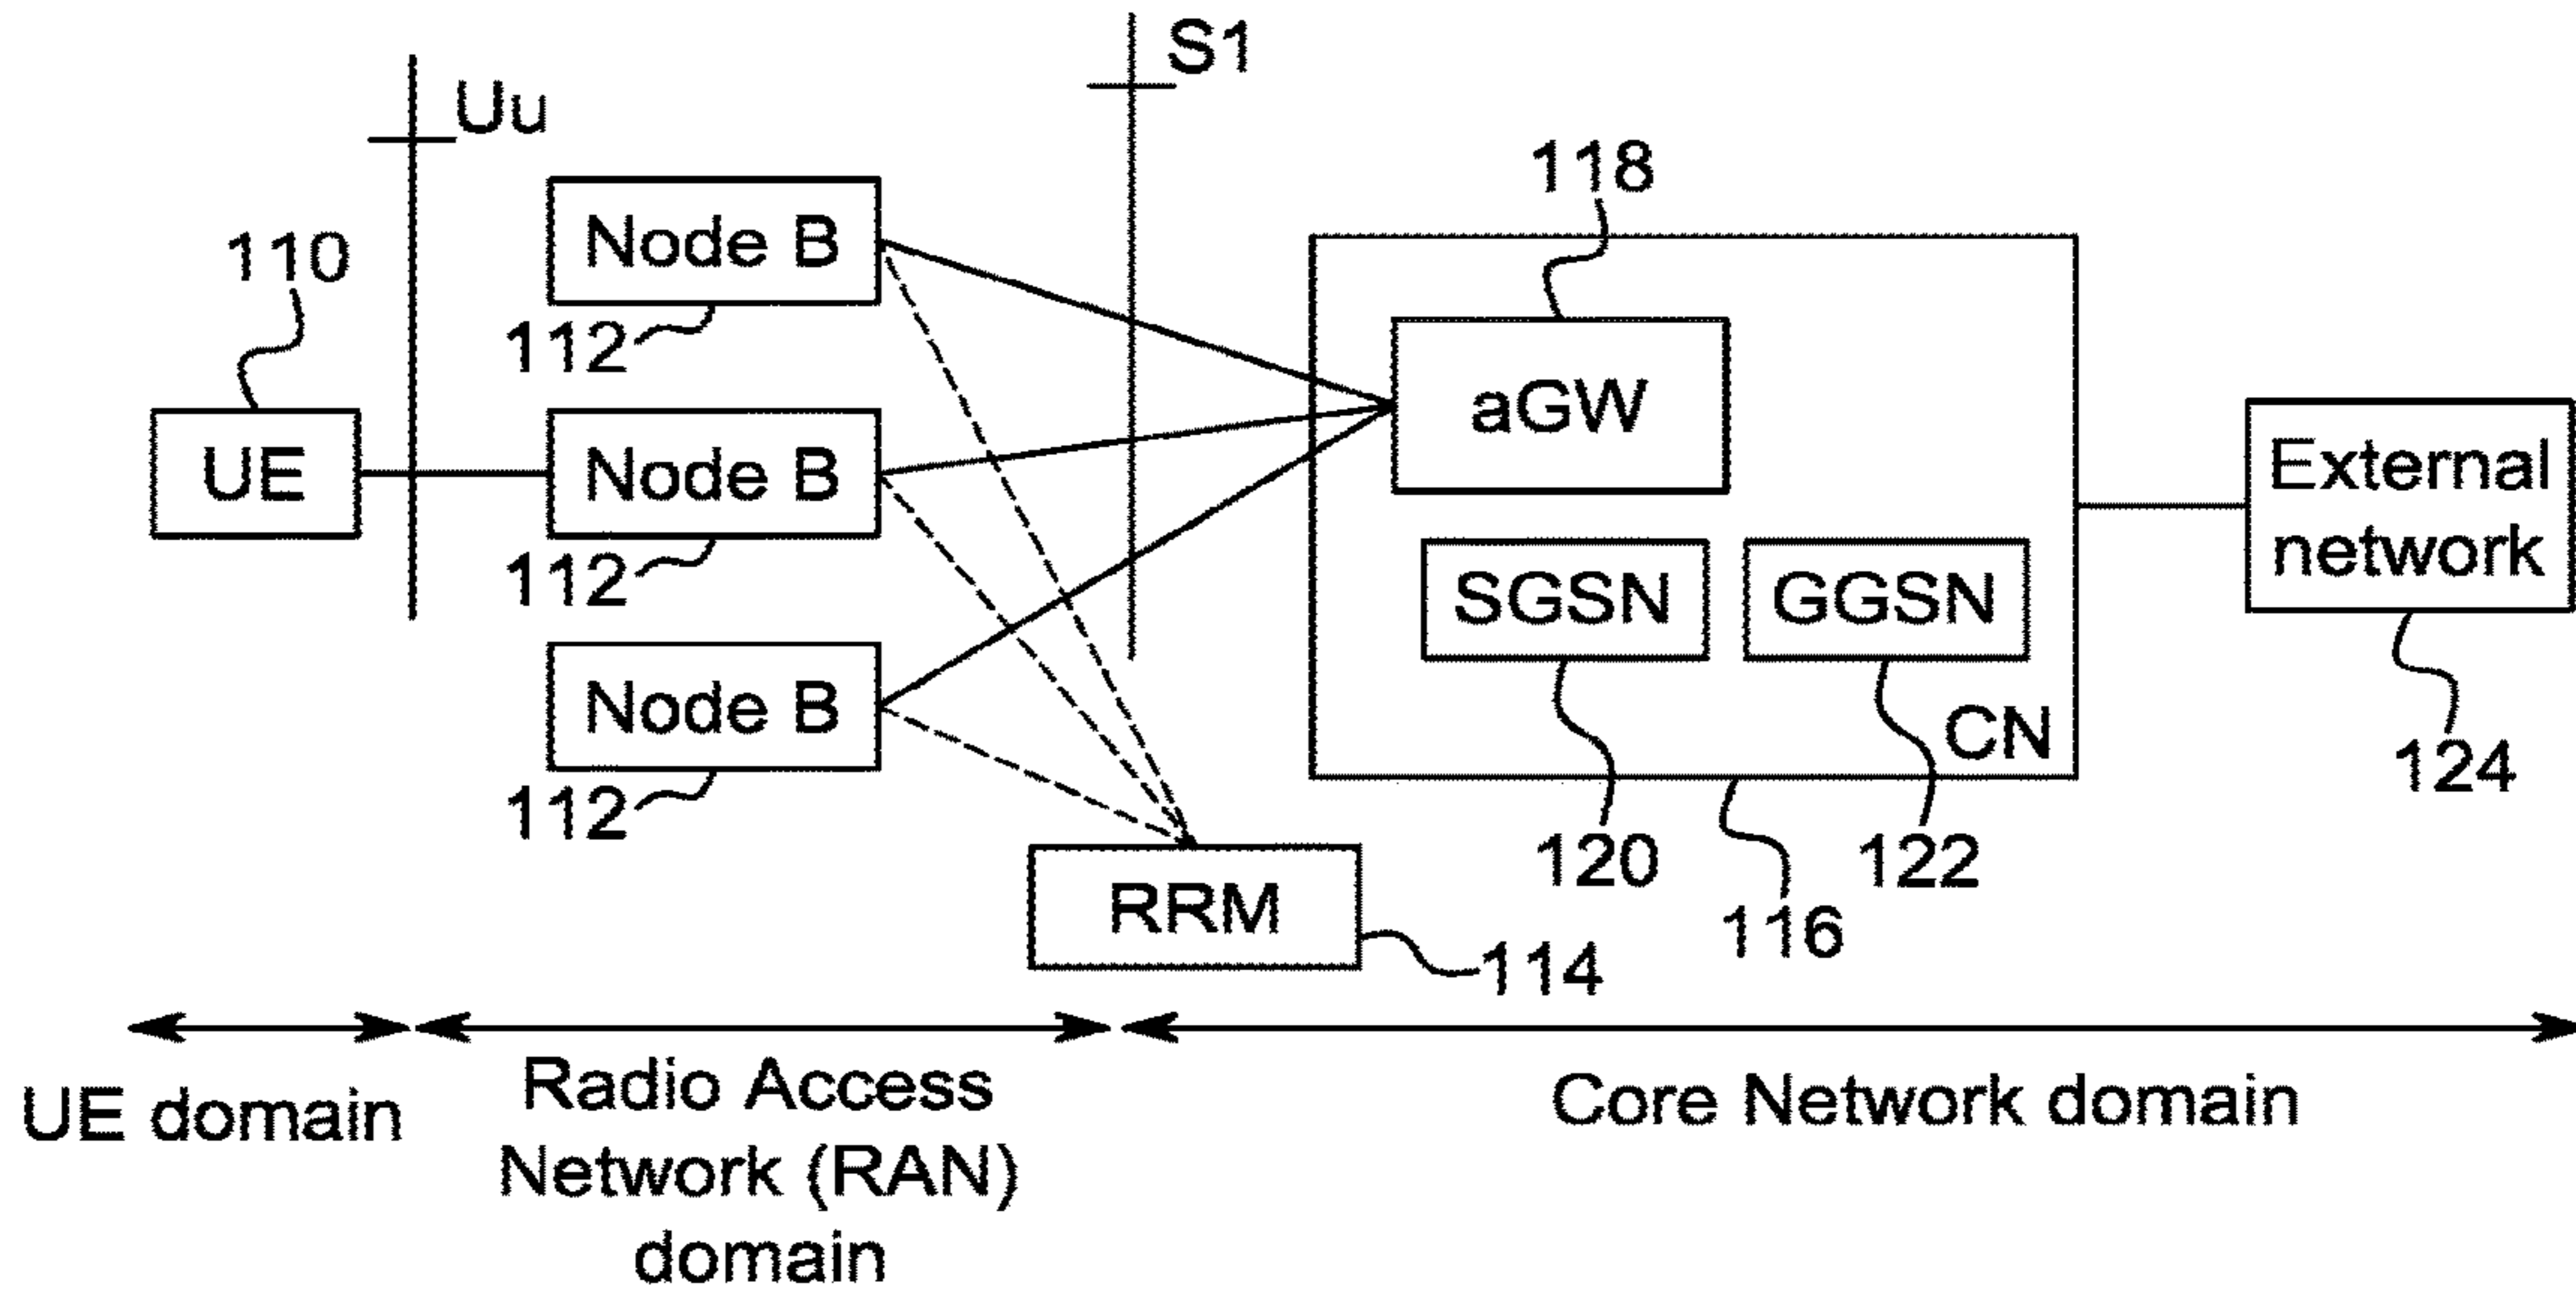 S1
Uu
118
Node B
110
112
aGW
UE
Node B
External
network
112
SGSN
GGSN
Node B
CN
112
124
120
122
RRM
116
114
UE domain
Radio Access
Network (RAN)
domain
Core Network domain